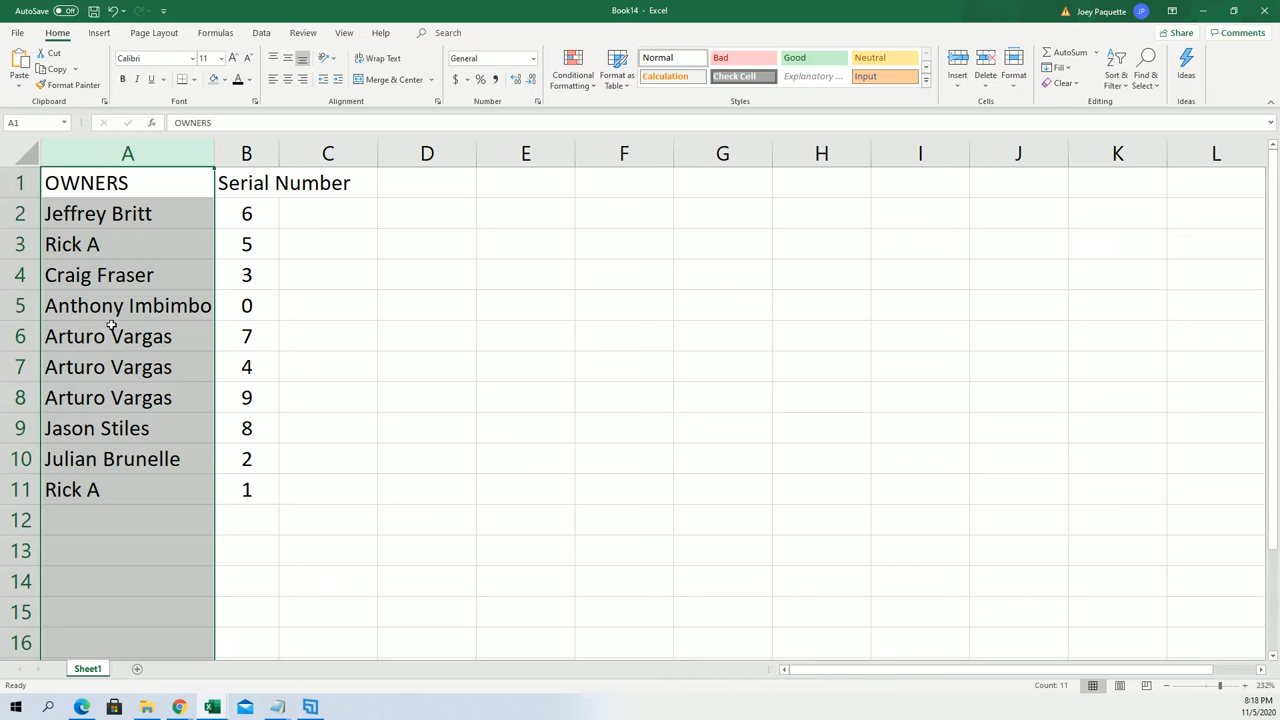 AutoSave Off
Book14 - Excel
Joey Paquette JP
File Home Insert Page Layout Formulas Data Review View Help Search
Share Comments
Paste
Cut
Copy
Format Painter
Clipboard
Calibri 11 A A
B I U A
Font
Wrap Text
Merge & Center
Alignment
General
$ % ,
Number
Conditional Formatting
Format as Table
Normal Bad Good Neutral
Calculation Check Cell Explanatory ... Input
Styles
Insert Delete Format
Cells
AutoSum
Fill
Clear
Sort & Filter
Find & Select
Editing
Ideas
Ideas
A1 fx OWNERS
A B C D E F G H I J K L
1 OWNERS Serial Number
2 Jeffrey Britt 6
3 Rick A 5
4 Craig Fraser 3
5 Anthony Imbimbo 0
6 Arturo Vargas 7
7 Arturo Vargas 4
8 Arturo Vargas 9
9 Jason Stiles 8
10 Julian Brunelle 2
11 Rick A 1
12
13
14
15
16
Sheet1
Ready
Count: 11
232%
8:18 PM
11/5/2020